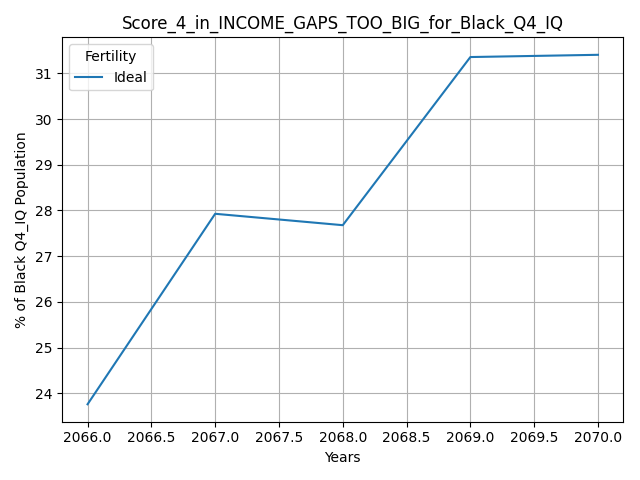 Score_4_in_INCOME_GAPS_TOO_BIG_for_Black_Q4_IQ
Fertility
Ideal
% of Black Q4_IQ Population
31
30
29
28
27
26
25
24
2066.0 2066.5 2067.0 2067.5 2068.0 2068.5 2069.0 2069.5 2070.0
Years